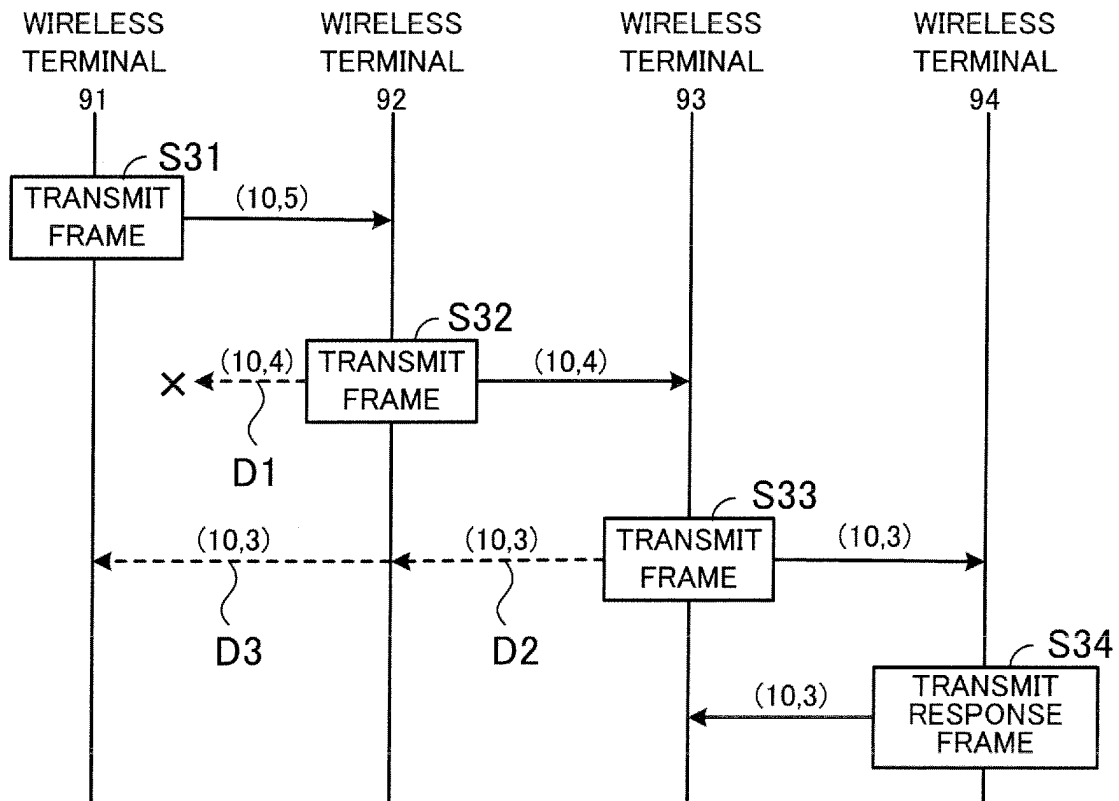 WIRELESS TERMINAL 91
WIRELESS TERMINAL 92
WIRELESS TERMINAL 93
WIRELESS TERMINAL 94
S31
TRANSMIT FRAME
(10,5)
S32
(10,4)
TRANSMIT FRAME
(10,4)
D1
S33
(10,3)
(10,3)
TRANSMIT FRAME
(10,3)
D3
D2
S34
(10,3)
TRANSMIT RESPONSE FRAME